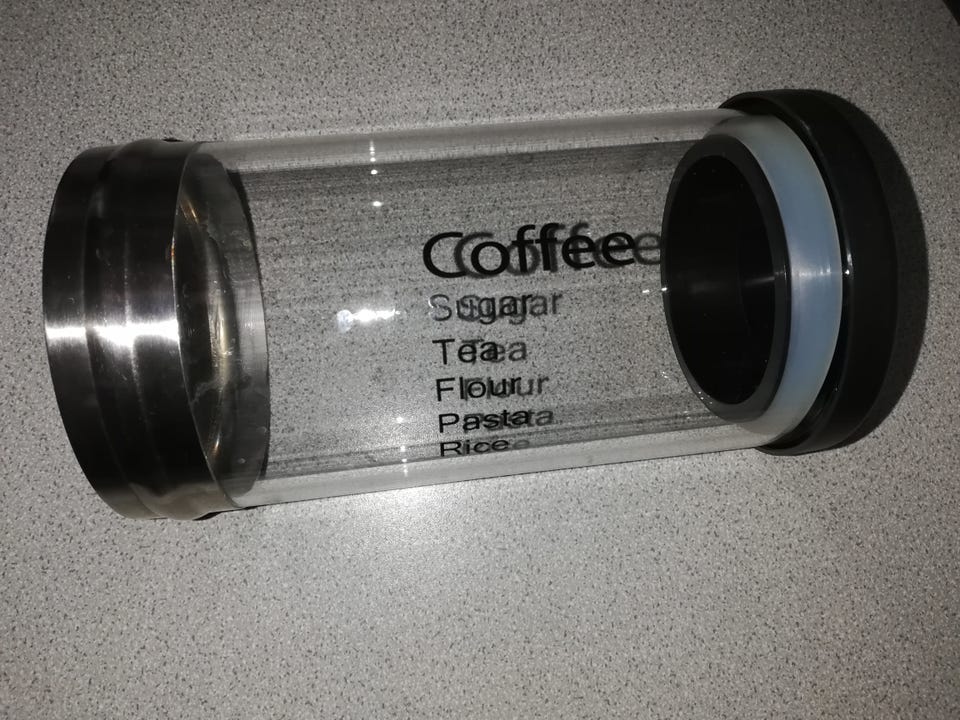 Coffee
Sugar
Tea
Flour
Pasta
Rice